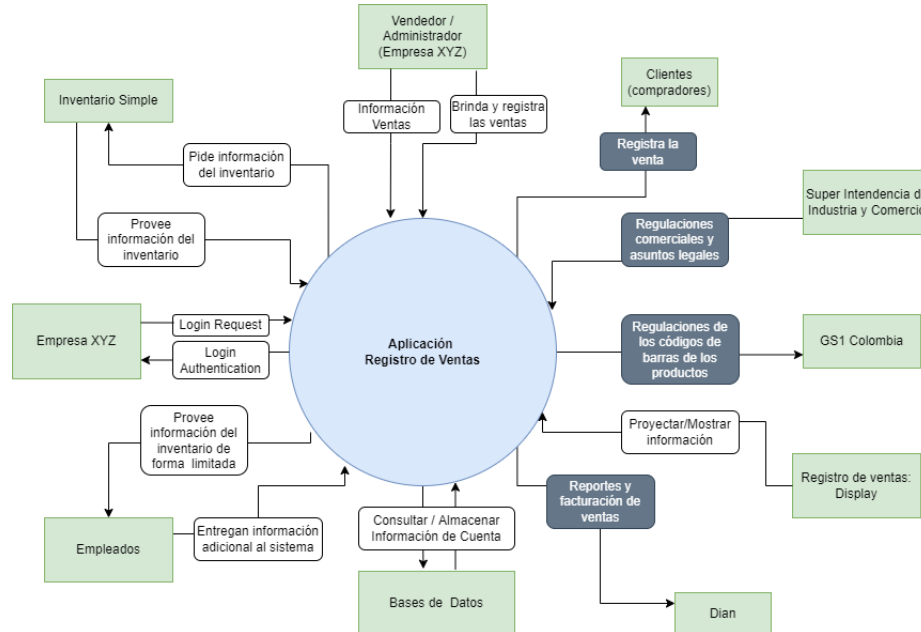 Vendedor /
Administrador
(Empresa XYZ)
Clientes
(compradores)
Inventario Simple
Información
Ventas
Brinda y registra
las ventas
Registra la
venta
Pide información
del inventario
Super Intendencia d
Industria y Comercio
Provee
información del
inventario
Regulaciones
comerciales y
asuntos legales
Empresa XYZ
Login Request
Login
Authentication
Aplicación
Registro de Ventas
Regulaciones de
los códigos de
barras de los
productos
GS1 Colombia
Provee
información del
inventario de
forma limitada
Proyectar/Mostrar
información
Registro de ventas:
Display
Reportes y
facturación de
ventas
Empleados
Entregan información
adicional al sistema
Consultar / Almacenar
Información de Cuenta
Bases de Datos
Dian